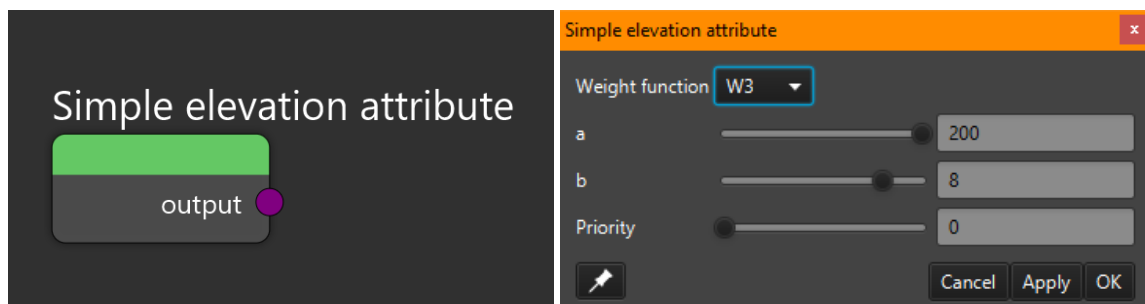 Simple elevation attribute
output
Simple elevation attribute
x
Weight function W3
a 200
b 8
Priority 0
Cancel Apply OK